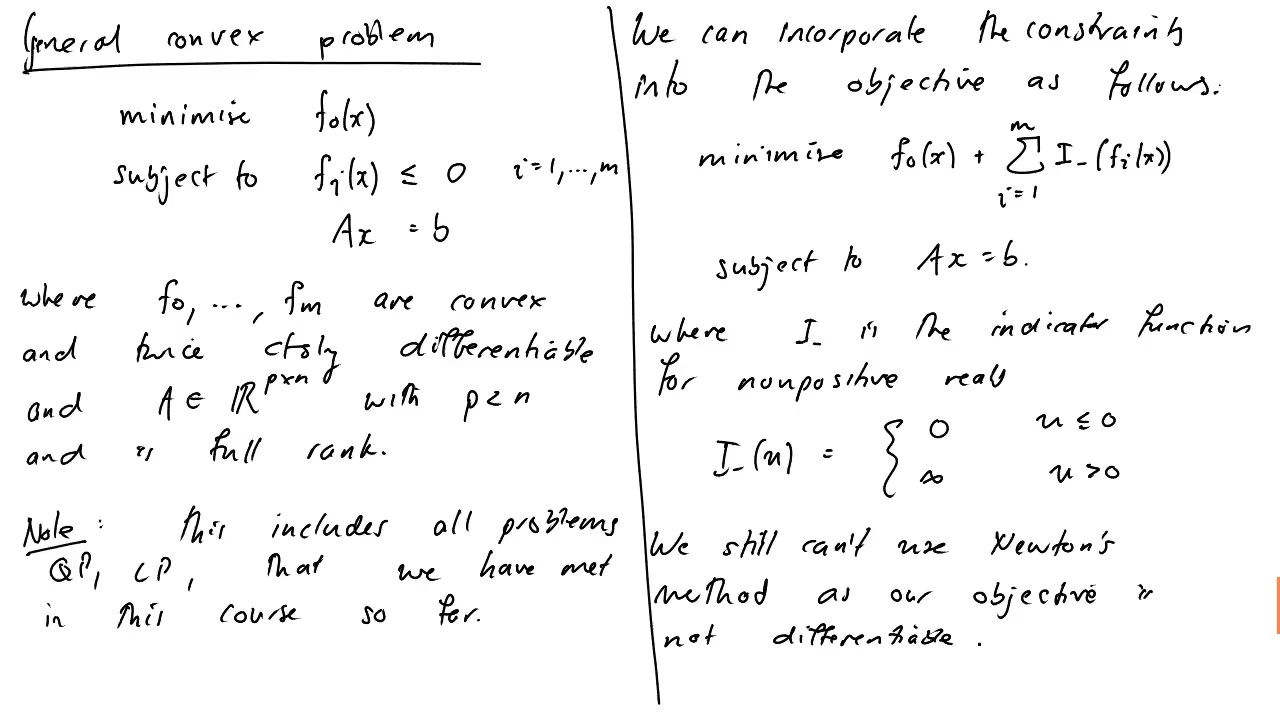 General convex problem
minimise f₀(x)
subject to fᵢ(x) ≤ 0 i=1,...,m
Ax = b
where f₀, ..., fₘ are convex
and twice ctsly differentiable
and A ∈ ℝ^{p×n} with p<n
and is full rank.
Note: this includes all problems
QP, LP, that we have met
in this course so far.
We can incorporate the constraints
into the objective as follows:
minimise f₀(x) + ∑_{i=1}^{m} I₋(fᵢ(x))
subject to Ax = b.
where I₋ is the indicator function
for nonpositive reals
I₋(u) = { 0 u ≤ 0
∞ u > 0
We still can't use Newton's
method as our objective is
not differentiable.